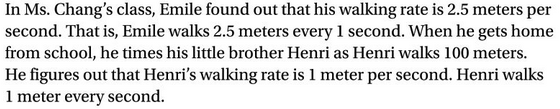 In Ms. Chang’s class, Emile found out that his walking rate is 2.5 meters per
second. That is, Emile walks 2.5 meters every 1 second. When he gets home
from school, he times his little brother Henri as Henri walks 100 meters.
He figures out that Henri’s walking rate is 1 meter per second. Henri walks
1 meter every second.